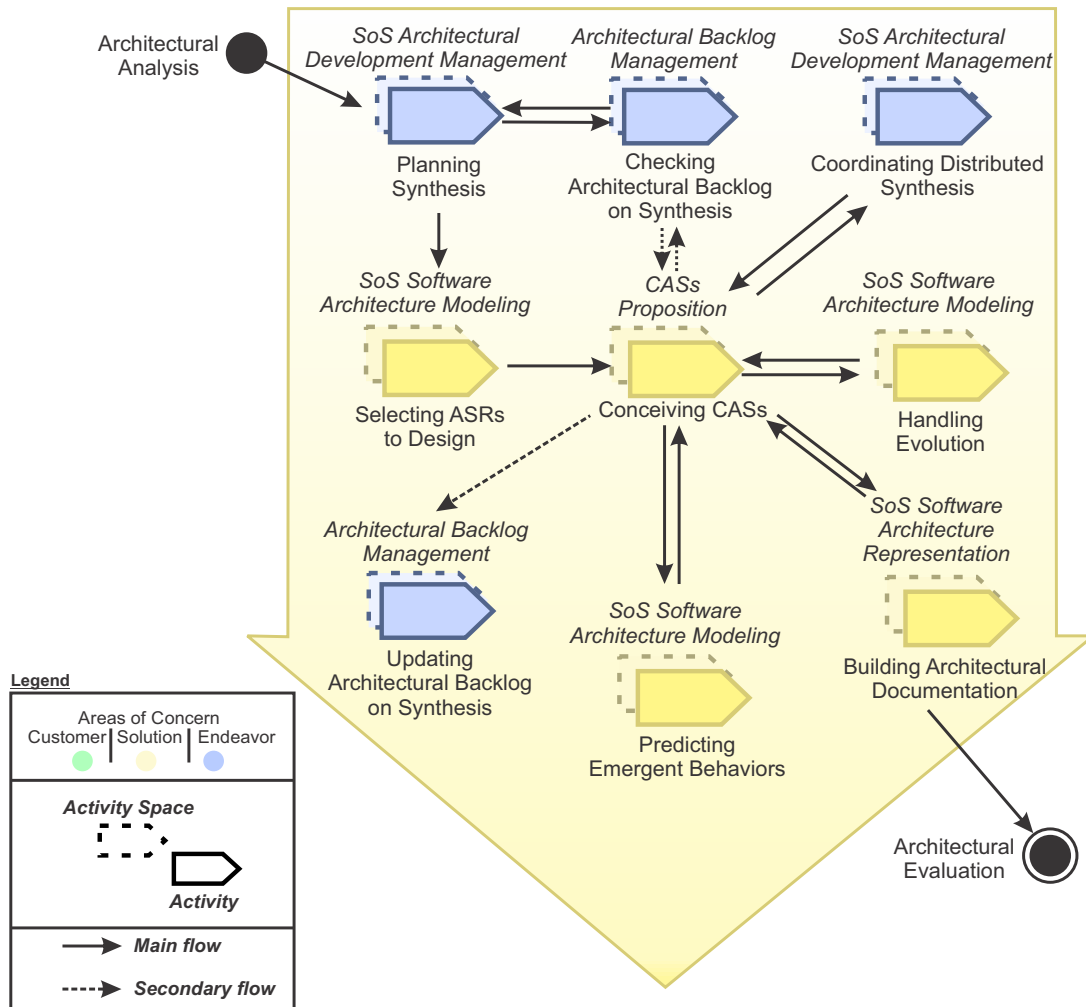 Architectural
Analysis
SoS Architectural
Development Management
Planning
Synthesis
Architectural Backlog
Management
Checking
Architectural Backlog
on Synthesis
SoS Architectural
Development Management
Coordinating Distributed
Synthesis
SoS Software
Architecture Modeling
Selecting ASRs
to Design
CASs
Proposition
Conceiving CASs
SoS Software
Architecture Modeling
Handling
Evolution
Architectural Backlog
Management
Updating
Architectural Backlog
on Synthesis
SoS Software
Architecture Modeling
Predicting
Emergent Behaviors
SoS Software
Architecture
Representation
Building Architectural
Documentation
Architectural
Evaluation
Legend
Areas of Concern
Customer Solution Endeavor
Activity Space
Activity
Main flow
Secondary flow